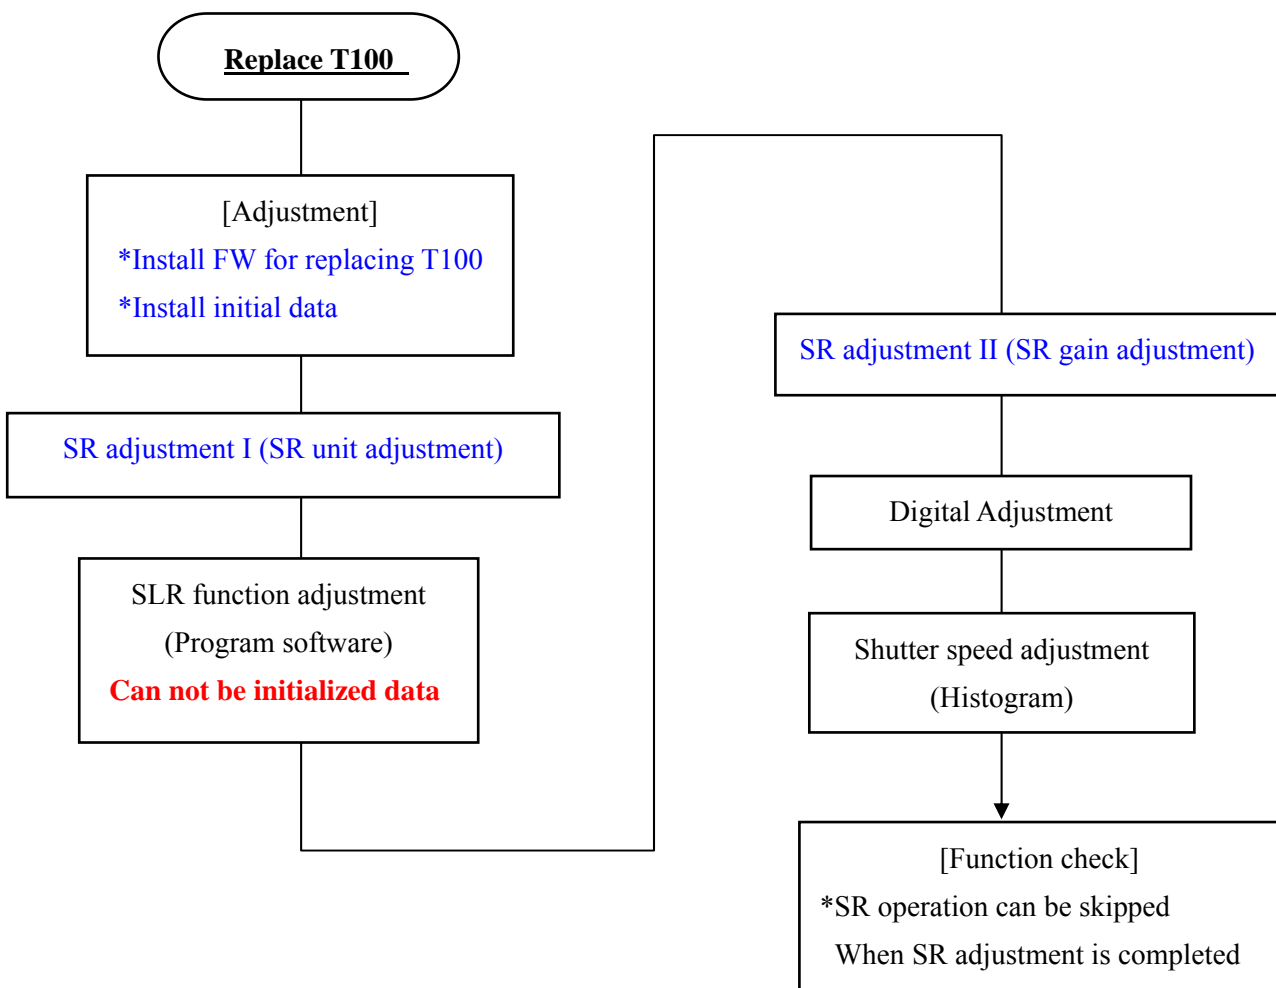 Replace T100
[Adjustment]
*Install FW for replacing T100
*Install initial data
SR adjustment I (SR unit adjustment)
SLR function adjustment
(Program software)
Can not be initialized data
SR adjustment II (SR gain adjustment)
Digital Adjustment
Shutter speed adjustment
(Histogram)
[Function check]
*SR operation can be skipped
When SR adjustment is completed